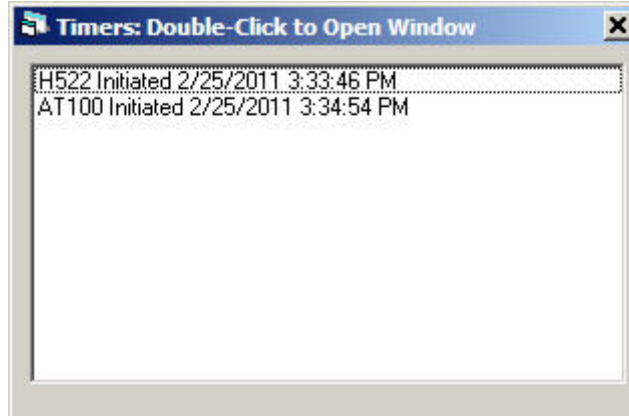 Timers: Double-Click to Open Window
H522 Initiated 2/25/2011 3:33:46 PM
AT100 Initiated 2/25/2011 3:34:54 PM